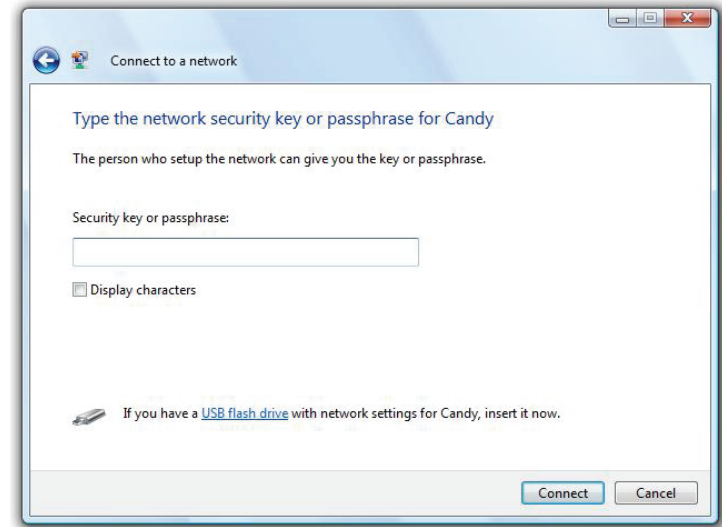 Connect to a network
Type the network security key or passphrase for Candy
The person who setup the network can give you the key or passphrase.
Security key or passphrase:
Display characters
If you have a USB flash drive with network settings for Candy, insert it now.
Connect Cancel